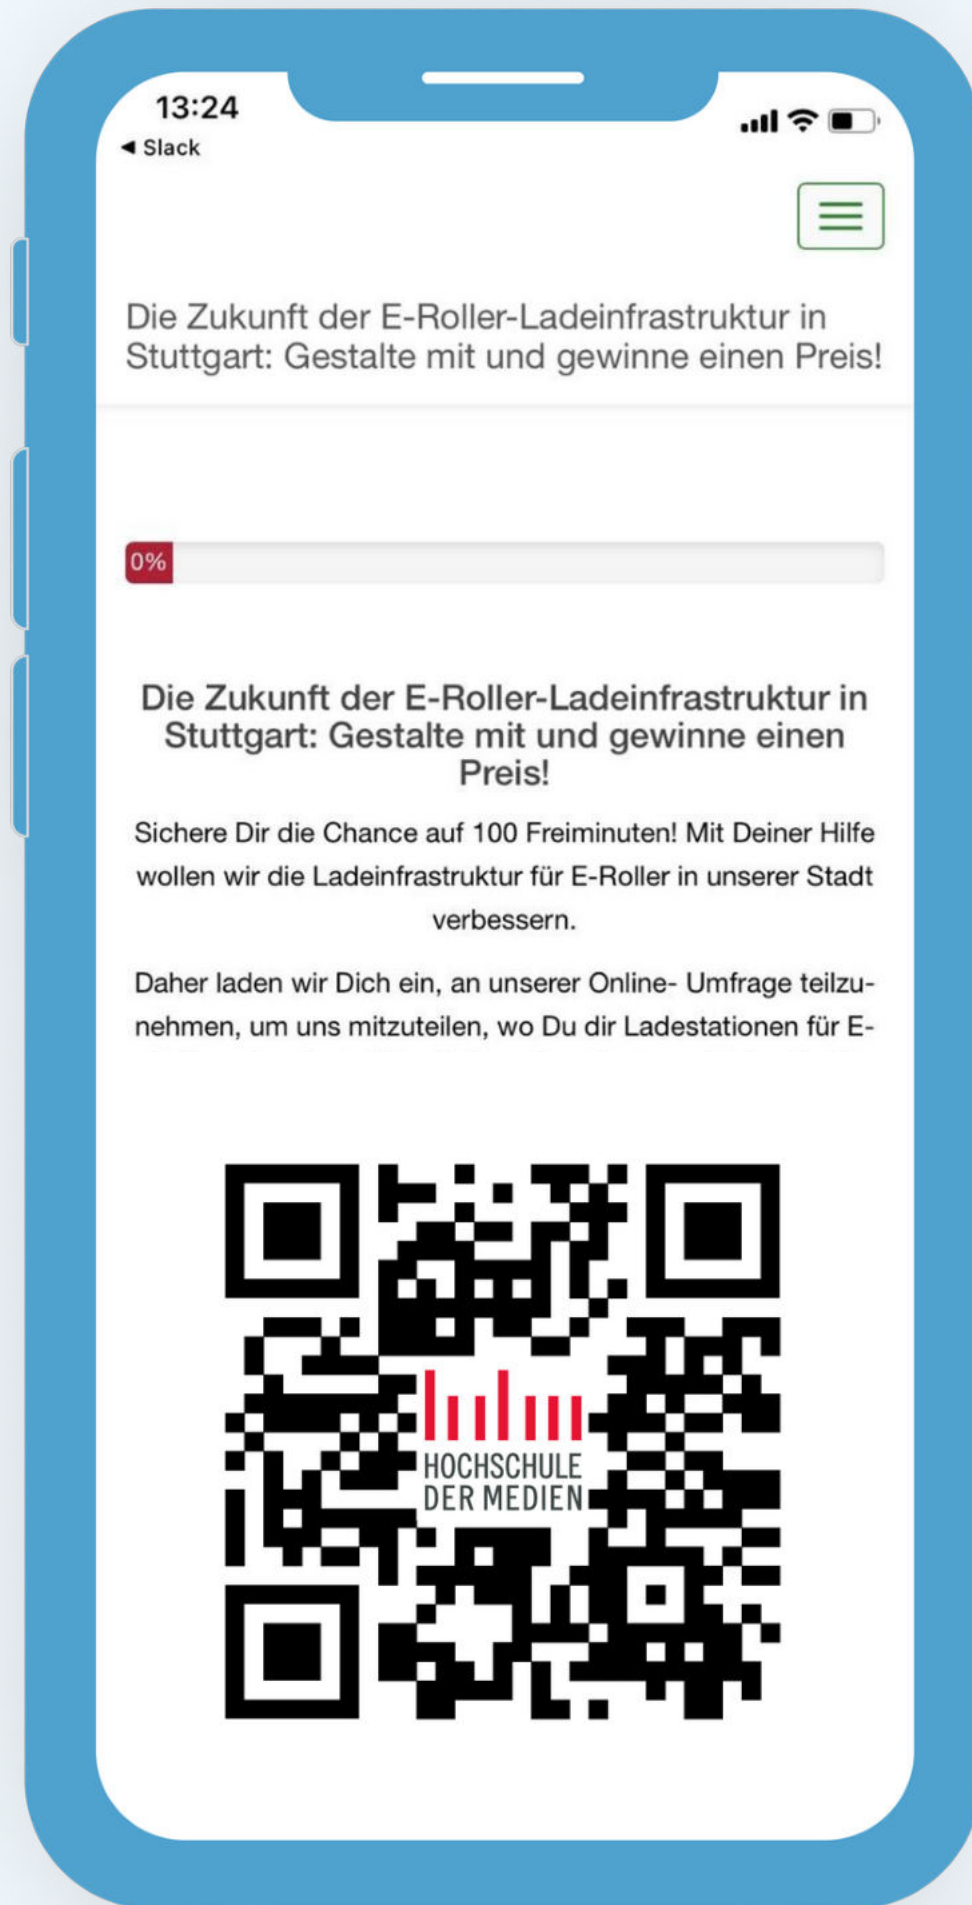 13:24
◀ Slack
Die Zukunft der E-Roller-Ladeinfrastruktur in
Stuttgart: Gestalte mit und gewinne einen Preis!
0%
Die Zukunft der E-Roller-Ladeinfrastruktur in
Stuttgart: Gestalte mit und gewinne einen
Preis!
Sichere Dir die Chance auf 100 Freiminuten! Mit Deiner Hilfe
wollen wir die Ladeinfrastruktur für E-Roller in unserer Stadt
verbessern.
Daher laden wir Dich ein, an unserer Online- Umfrage teilzu-
nehmen, um uns mitzuteilen, wo Du dir Ladestationen für E-
HOCHSCHULE
DER MEDIEN